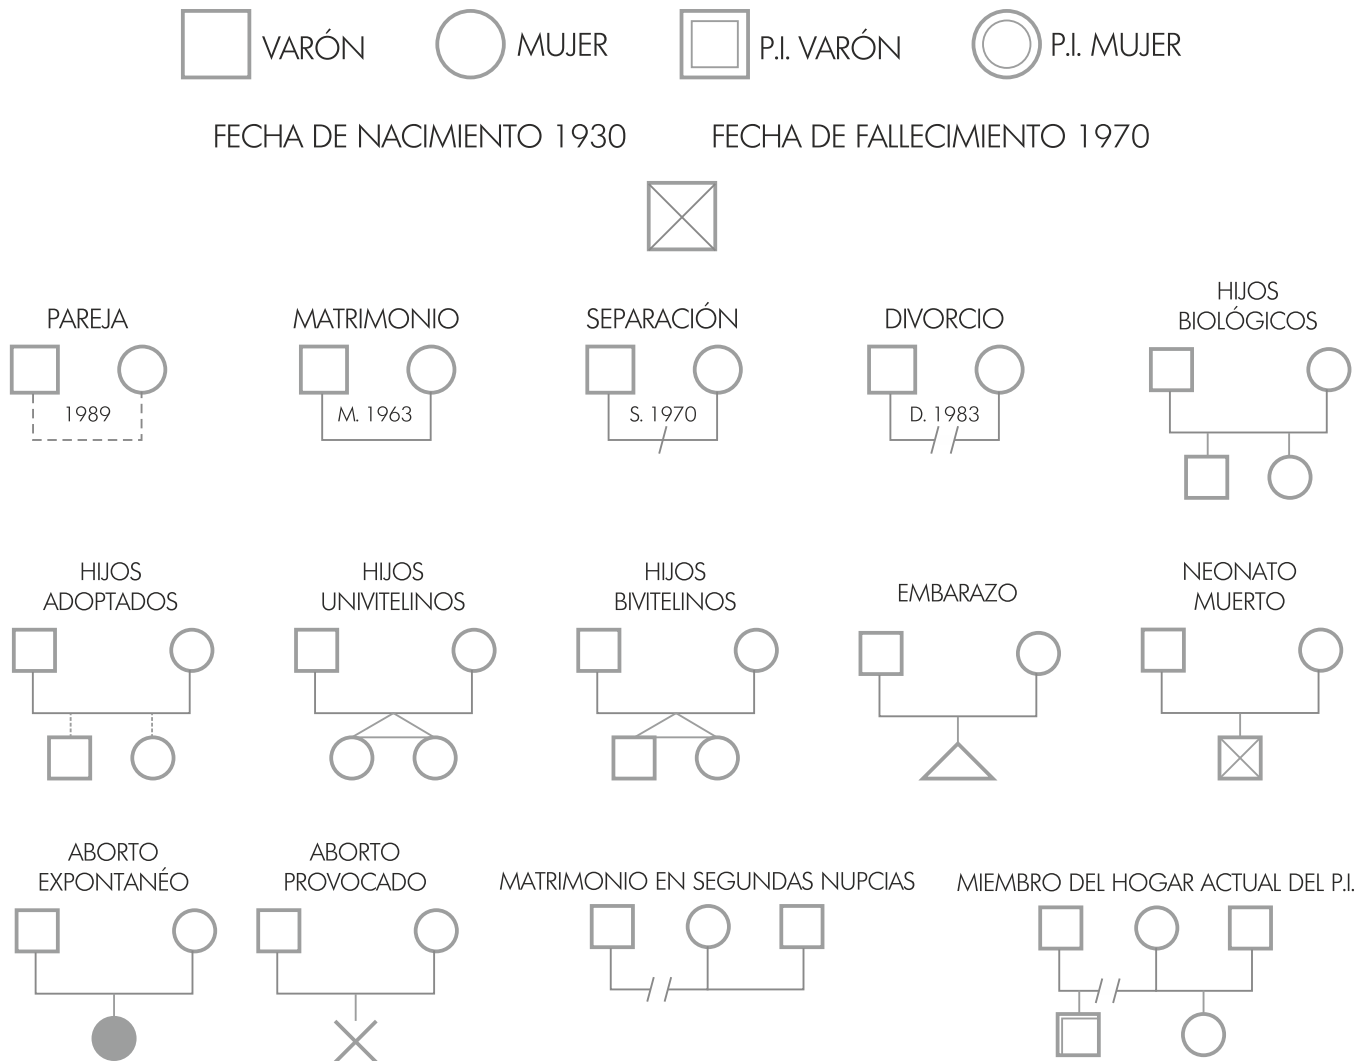 VARÓN
MUJER
P.I. VARÓN
P.I. MUJER
FECHA DE NACIMIENTO 1930
FECHA DE FALLECIMIENTO 1970
PAREJA
1989
MATRIMONIO
M. 1963
SEPARACIÓN
S. 1970
DIVORCIO
D. 1983
HIJOS
BIOLÓGICOS
HIJOS
ADOPTADOS
HIJOS
UNIVITELINOS
HIJOS
BIVITELINOS
EMBARAZO
NEONATO
MUERTO
ABORTO
EXPONTANÉO
ABORTO
PROVOCADO
MATRIMONIO EN SEGUNDAS NUPCIAS
MIEMBRO DEL HOGAR ACTUAL DEL P.I.